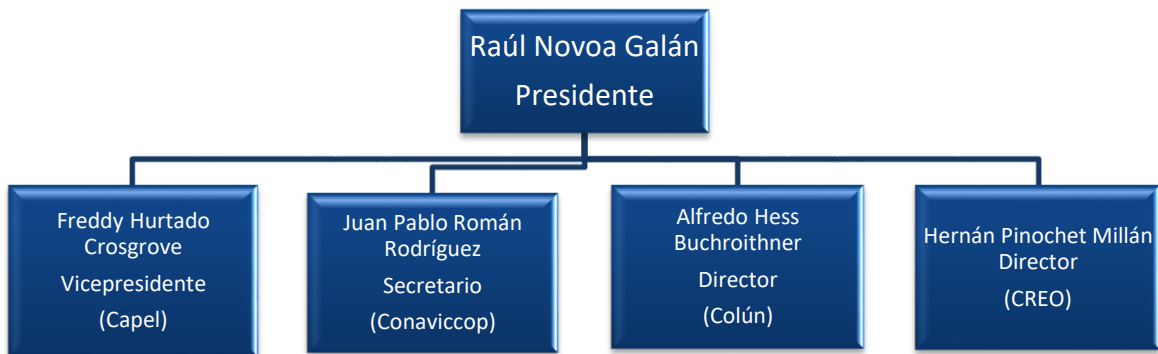 Raúl Novoa Galán
Presidente
Freddy Hurtado
Crosgrove
Vicepresidente
(Capel)
Juan Pablo Román
Rodríguez
Secretario
(Conaviccop)
Alfredo Hess
Buchroithner
Director
(Colún)
Hernán Pinochet Millán
Director
(CREO)